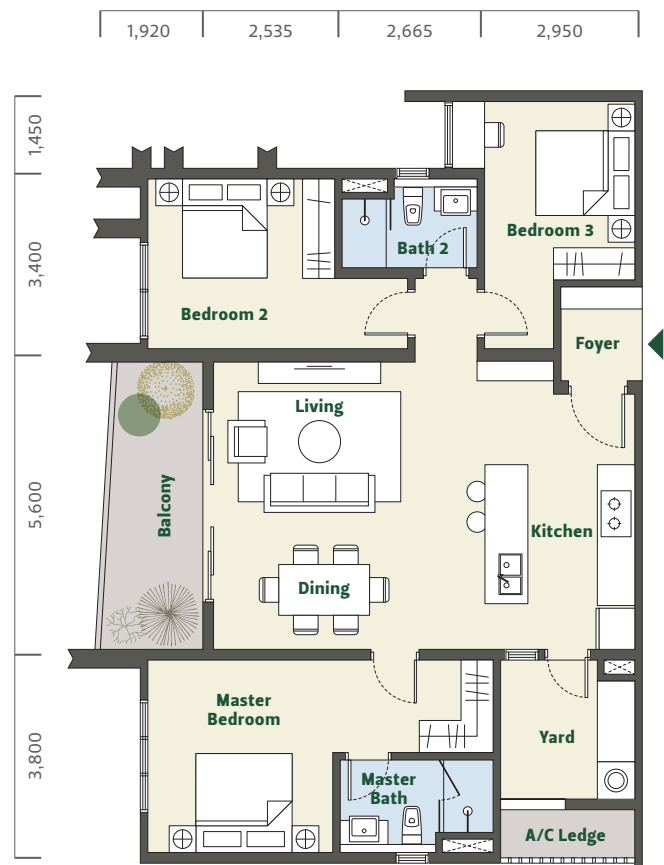 1,920 2,535 2,665 2,950
1,450
3,400
5,600
3,800
Bedroom 3
Bath 2
Bedroom 2
Foyer
Living
Balcony
Kitchen
Dining
Master
Bedroom
Yard
Master
Bath
A/C Ledge